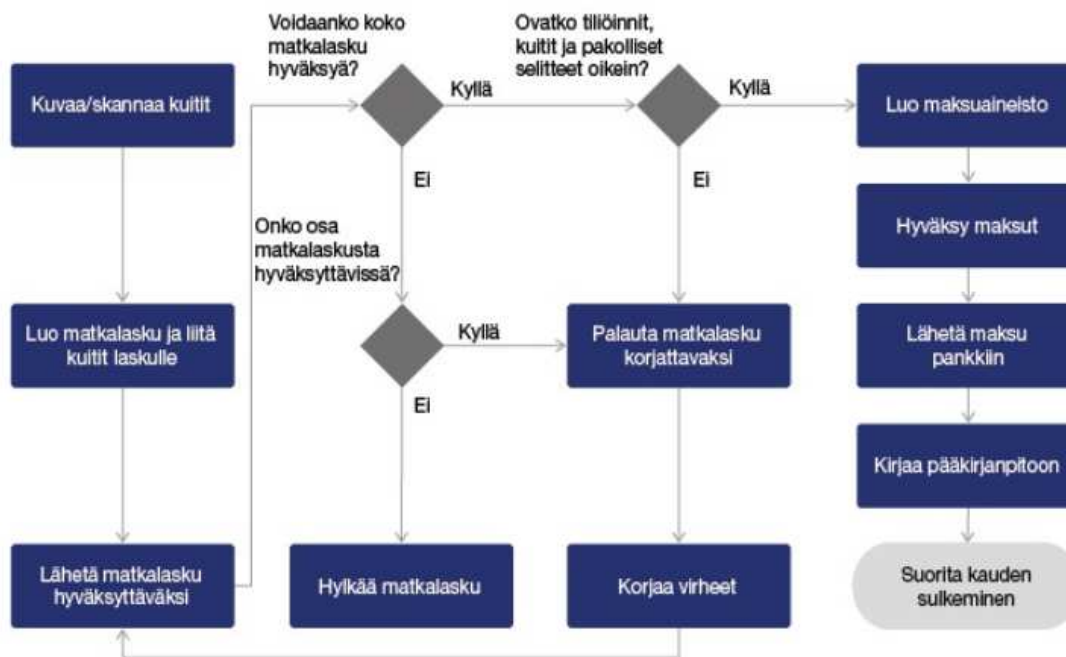 Voidaanko koko
matkalasku
hyväksyä?
Ovatko tiliöinnit,
kuitit ja pakolliset
selitteet oikein?
Kuvaa/skannaa kuitit
Kyllä
Kyllä
Luo maksuaineisto
Ei
Ei
Hyväksy maksut
Onko osa
matkalaskusta
hyväksyttävissä?
Luo matkalasku ja liitä
kuitit laskulle
Kyllä
Palauta matkalasku
korjattavaksi
Lähetä maksu
pankkiin
Ei
Kirjaa pääkirjanpitoon
Lähetä matkalasku
hyväksyttäväksi
Hylkää matkalasku
Korjaa virheet
Suorita kauden
sulkeminen